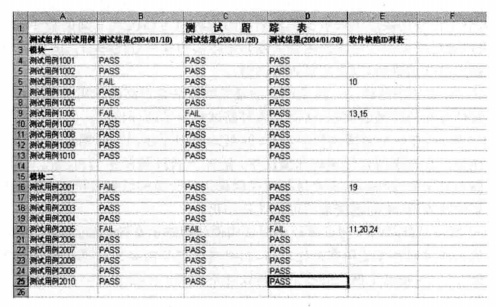 A B C D E F
1 测 试 跟 踪 表
2 测试组件/测试用例 测试结果(2004/01/10) 测试结果(2004/01/20) 测试结果(2004/01/30) 软件缺陷ID列表
3 模块一
4 测试用例1001 PASS PASS PASS
5 测试用例1002 PASS PASS PASS
6 测试用例1003 FAIL PASS PASS 10
7 测试用例1004 PASS PASS PASS
8 测试用例1005 PASS PASS PASS
9 测试用例1006 FAIL FAIL PASS 13,15
10 测试用例1007 PASS PASS PASS
11 测试用例1008 PASS PASS PASS
12 测试用例1009 PASS PASS PASS
13 测试用例1010 PASS PASS PASS
14
15 模块二
16 测试用例2001 FAIL PASS PASS 19
17 测试用例2002 PASS PASS PASS
18 测试用例2003 PASS PASS PASS
19 测试用例2004 PASS PASS PASS
20 测试用例2005 FAIL FAIL FAIL 11,20,24
21 测试用例2006 PASS PASS PASS
22 测试用例2007 PASS PASS PASS
23 测试用例2008 PASS PASS PASS
24 测试用例2009 PASS PASS PASS
25 测试用例2010 PASS PASS PASS
26